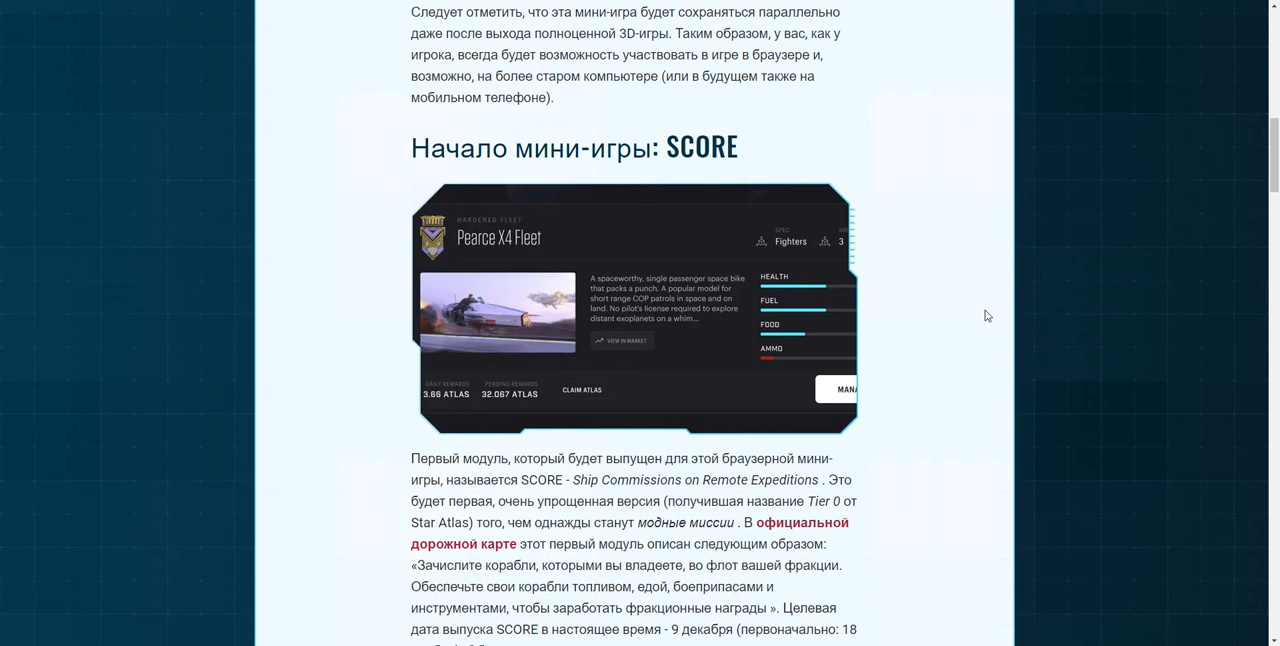 Следует отметить, что эта мини-игра будет сохраняться параллельно
даже после выхода полноценной 3D-игры. Таким образом, у вас, как у
игрока, всегда будет возможность участвовать в игре в браузере и,
возможно, на более старом компьютере (или в будущем также на
мобильном телефоне).
Начало мини-игры: SCORE
HARDENED FLEET
Pearce X4 Fleet
SPEC
Fighters
3
A spaceworthy, single passenger space bike
that packs a punch. A popular model for
short range COP patrols in space and on
land. No pilot's license required to explore
distant exoplanets on a whim...
VIEW IN MARKET
HEALTH
FUEL
FOOD
AMMO
DAILY REWARDS
3.66 ATLAS
PENDING REWARDS
32.067 ATLAS
CLAIM ATLAS
MANA
Первый модуль, который будет выпущен для этой браузерной мини-
игры, называется SCORE - Ship Commissions on Remote Expeditions . Это
будет первая, очень упрощенная версия (получившая название Tier 0 от
Star Atlas) того, чем однажды станут модные миссии . В официальной
дорожной карте этот первый модуль описан следующим образом:
«Зачислите корабли, которыми вы владеете, во флот вашей фракции.
Обеспечьте свои корабли топливом, едой, боеприпасами и
инструментами, чтобы заработать фракционные награды ». Целевая
дата выпуска SCORE в настоящее время - 9 декабря (первоначально: 18